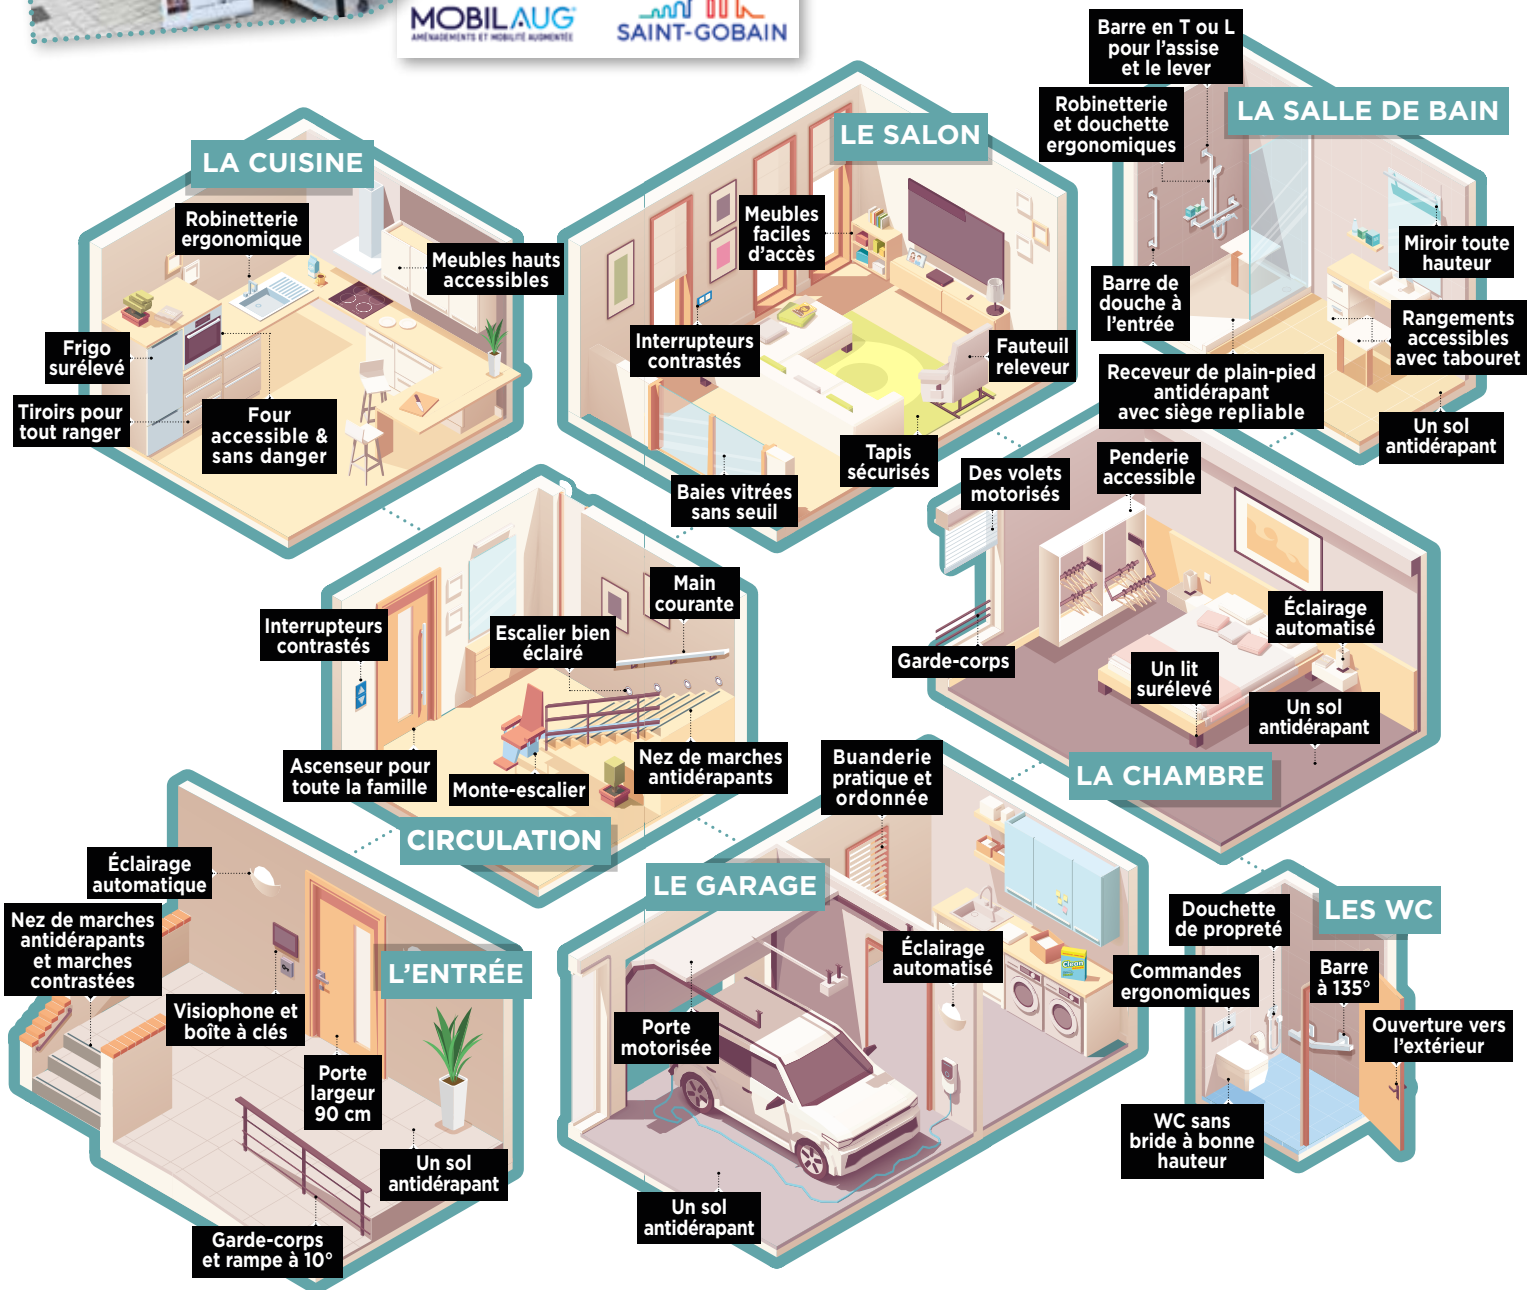 MOBILAUG
AMÉNAGEMENTS ET MOBILITÉ AUGMENTÉE
SAINT-GOBAIN
LA CUISINE
Robinetterie
ergonomique
Meubles hauts
accessibles
Frigo
surélevé
Tiroirs pour
tout ranger
Four
accessible &
sans danger
LE SALON
Meubles
faciles
d'accès
Interrupteurs
contrastés
Fauteuil
releveur
Tapis
sécurisés
Baies vitrées
sans seuil
LA SALLE DE BAIN
Barre en T ou L
pour l'assise
et le lever
Robinetterie
et douchette
ergonomiques
Miroir toute
hauteur
Barre de
douche à
l'entrée
Rangements
accessibles
avec tabouret
Receveur de plain-pied
antidérapant
avec siège repliable
Un sol
antidérapant
Interrupteurs
contrastés
Escalier bien
éclairé
Main
courante
Ascenseur pour
toute la famille
Monte-escalier
Nez de marches
antidérapants
CIRCULATION
Des volets
motorisés
Penderie
accessible
Garde-corps
Éclairage
automatisé
Un lit
surélevé
Un sol
antidérapant
LA CHAMBRE
Éclairage
automatique
Nez de marches
antidérapants
et marches
contrastées
L'ENTRÉE
Visiophone et
boîte à clés
Porte
largeur
90 cm
Un sol
antidérapant
Garde-corps
et rampe à 10°
LE GARAGE
Buanderie
pratique et
ordonnée
Éclairage
automatisé
Porte
motorisée
Un sol
antidérapant
LES WC
Douchette
de propreté
Commandes
ergonomiques
Barre
à 135°
Ouverture vers
l'extérieur
WC sans
bride à bonne
hauteur